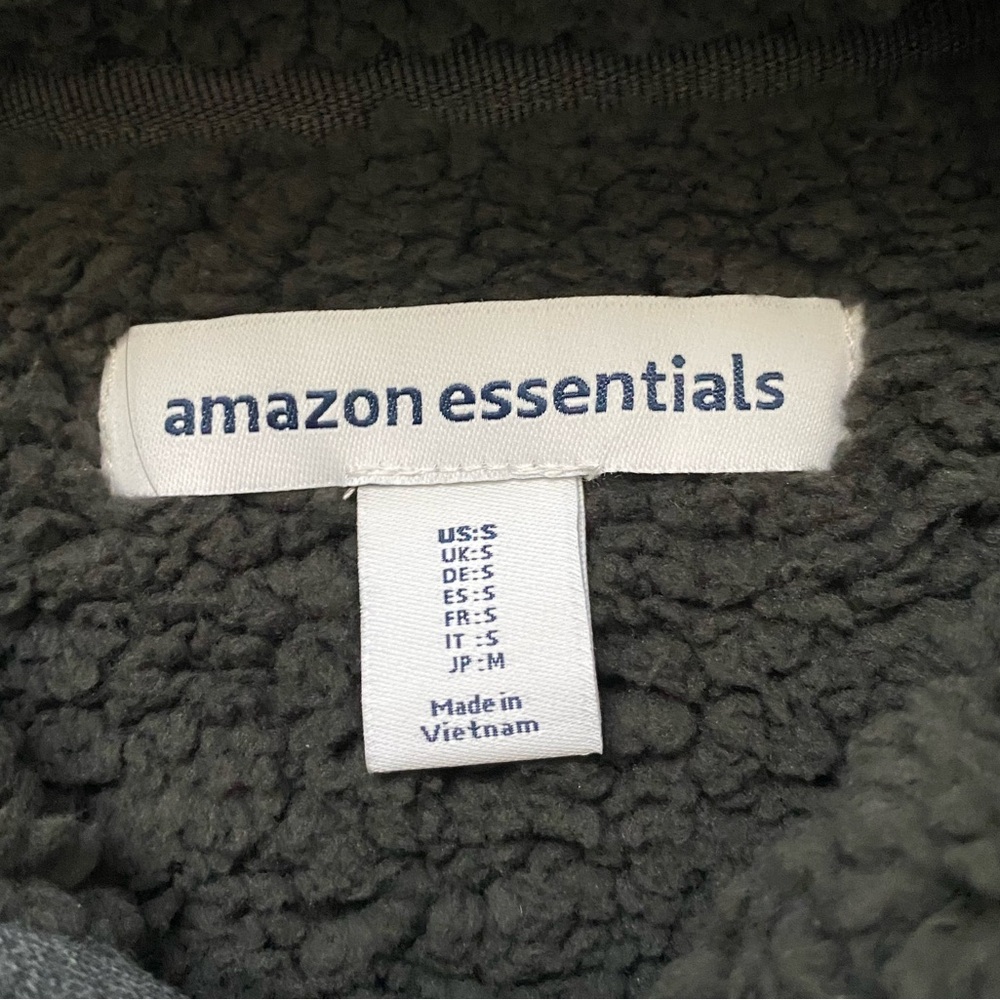 amazon essentials
US:S
UK:S
DE:S
ES:S
FR:S
IT :S
JP:M
Made in
Vietnam